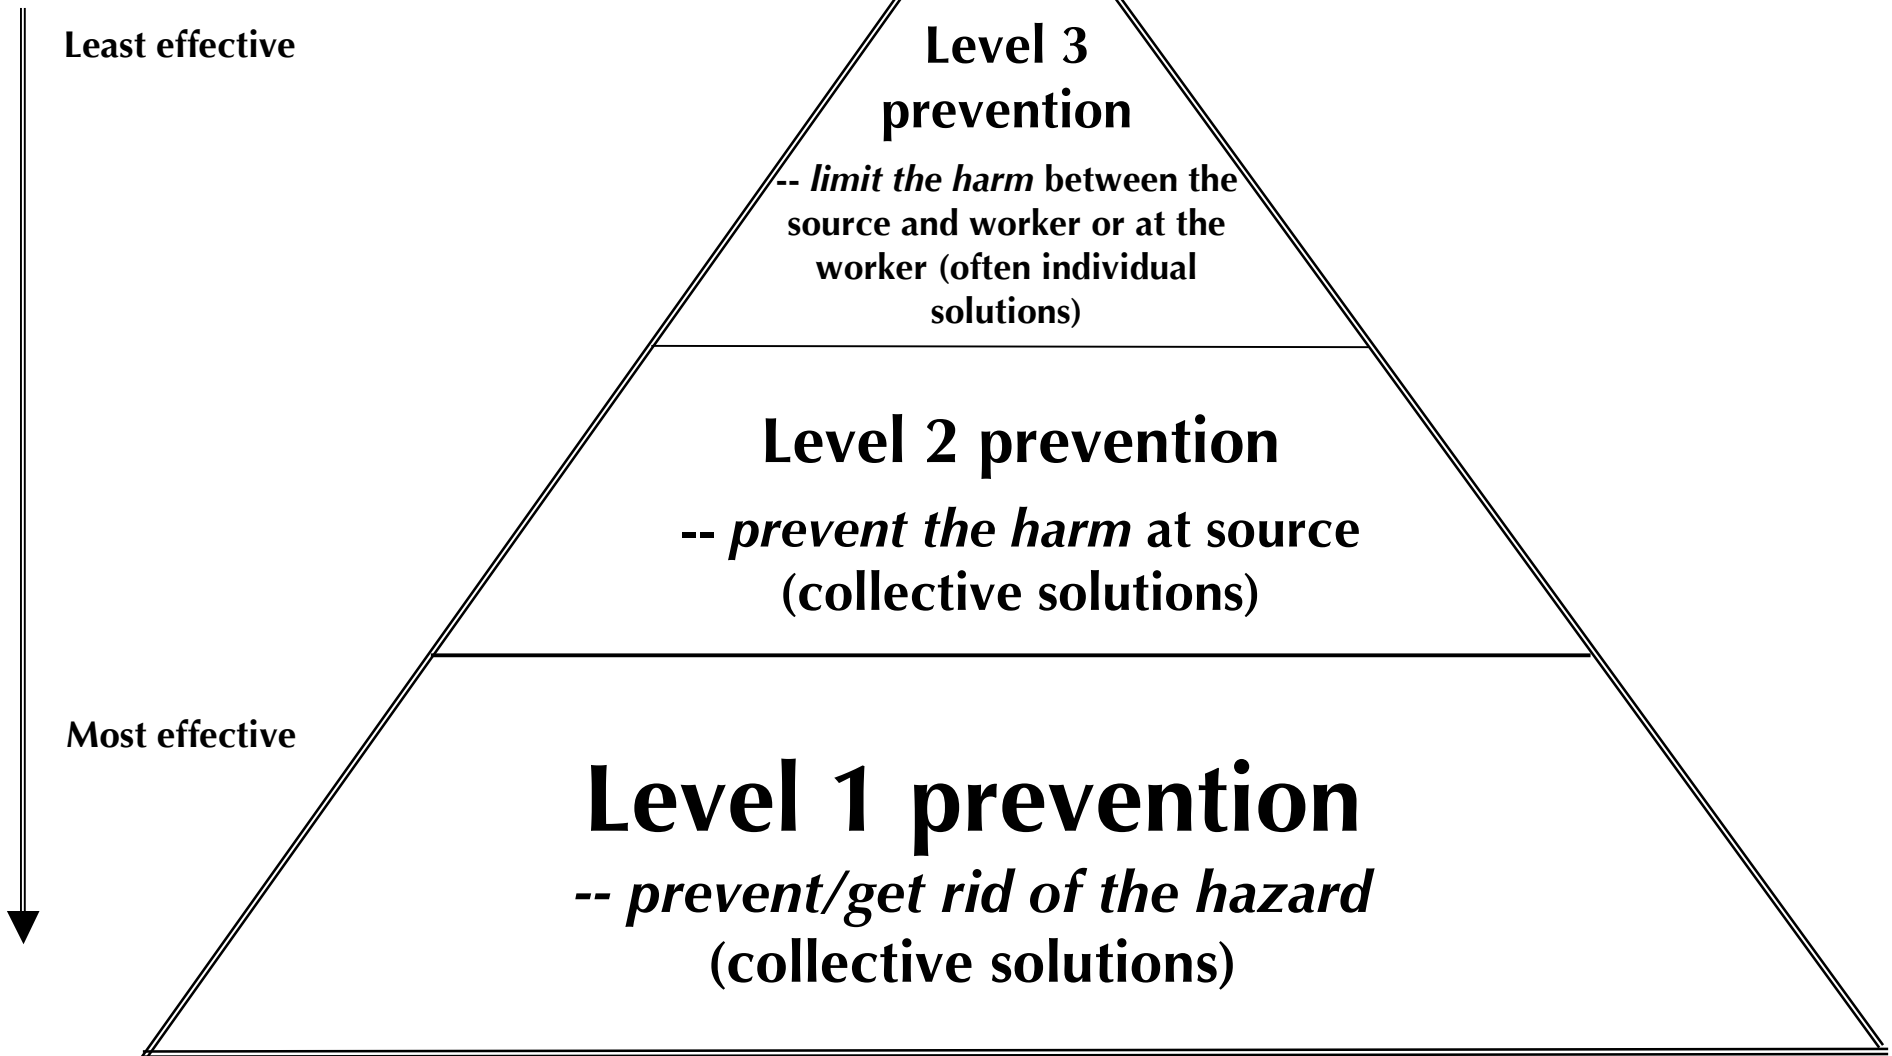 Least effective
Level 3
prevention
-- limit the harm between the
source and worker or at the
worker (often individual
solutions)
Level 2 prevention
-- prevent the harm at source
(collective solutions)
Most effective
Level 1 prevention
-- prevent/get rid of the hazard
(collective solutions)